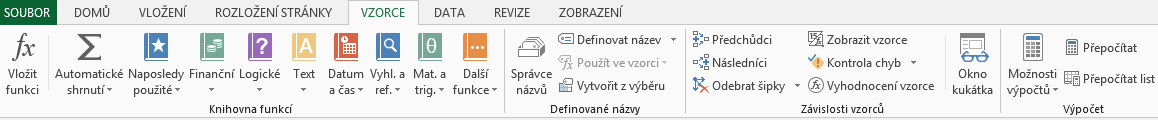 SOUBOR DOMŮ VLOŽENÍ ROZLOŽENÍ STRÁNKY VZORCE DATA REVIZE ZOBRAZENÍ
fx
Vložit
funkci
Σ
Automatické
shrnutí
Naposledy
použité
Finanční
?
Logické
A
Text
Datum
a čas
Vyhl. a
ref.
θ
Mat. a
trig.
Další
funkce
Knihovna funkcí
Správce
názvů
Definovat název
Použít ve vzorci
Vytvořit z výběru
Definované názvy
Předchůdci
Následníci
Odebrat šipky
Zobrazit vzorce
Kontrola chyb
Vyhodnocení vzorce
Okno
kukátka
Závislosti vzorců
Možnosti
výpočtů
Přepočítat
Přepočítat list
Výpočet